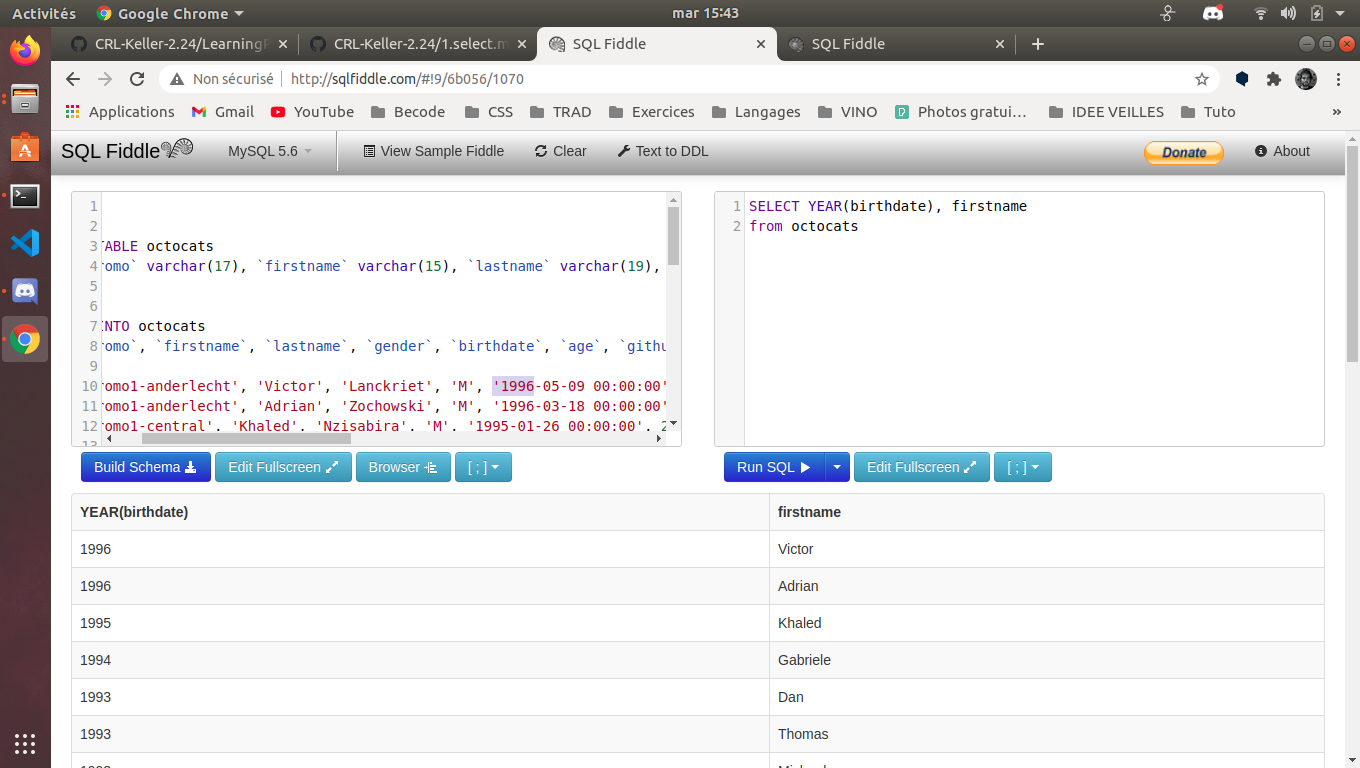 Activités
Google Chrome
mar 15:43
CRL-Keller-2.24/LearningP
CRL-Keller-2.24/1.select.m
SQL Fiddle
SQL Fiddle
Non sécurisé
http://sqlfiddle.com/#!9/6b056/1070
Applications
Gmail
YouTube
Becode
CSS
TRAD
Exercices
Langages
VINO
Photos gratui…
IDEE VEILLES
Tuto
»
SQL Fiddle
MySQL 5.6
View Sample Fiddle
Clear
Text to DDL
Donate
About
1
2
3 TABLE octocats
4 romo` varchar(17), `firstname` varchar(15), `lastname` varchar(19),
5
6
7 INTO octocats
8 romo`, `firstname`, `lastname`, `gender`, `birthdate`, `age`, `githu
9
10 romo1-anderlecht', 'Victor', 'Lanckriet', 'M', '1996-05-09 00:00:00'
11 romo1-anderlecht', 'Adrian', 'Zochowski', 'M', '1996-03-18 00:00:00'
12 romo1-central', 'Khaled', 'Nzisabira', 'M', '1995-01-26 00:00:00', 2
13
1 SELECT YEAR(birthdate), firstname
2 from octocats
Build Schema
Edit Fullscreen
Browser
[ ; ]
Run SQL
Edit Fullscreen
[ ; ]
YEAR(birthdate) firstname
1996 Victor
1996 Adrian
1995 Khaled
1994 Gabriele
1993 Dan
1993 Thomas